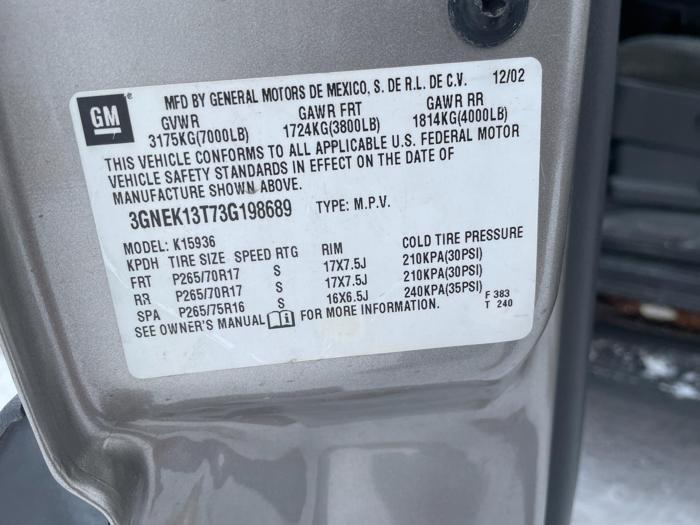 GM
MFD BY GENERAL MOTORS DE MEXICO, S. DE R.L. DE C.V. 12/02
GVWR GAWR FRT GAWR RR
3175KG(7000LB) 1724KG(3800LB) 1814KG(4000LB)
THIS VEHICLE CONFORMS TO ALL APPLICABLE U.S. FEDERAL MOTOR
VEHICLE SAFETY STANDARDS IN EFFECT ON THE DATE OF
MANUFACTURE SHOWN ABOVE.
3GNEK13T73G198689 TYPE: M.P.V.
MODEL: K15936
KPDH TIRE SIZE SPEED RTG RIM COLD TIRE PRESSURE
FRT P265/70R17 S 17X7.5J 210KPA(30PSI)
RR P265/70R17 S 17X7.5J 210KPA(30PSI)
SPA P265/75R16 S 16X6.5J 240KPA(35PSI)
SEE OWNER'S MANUAL FOR MORE INFORMATION.
F 383
T 240